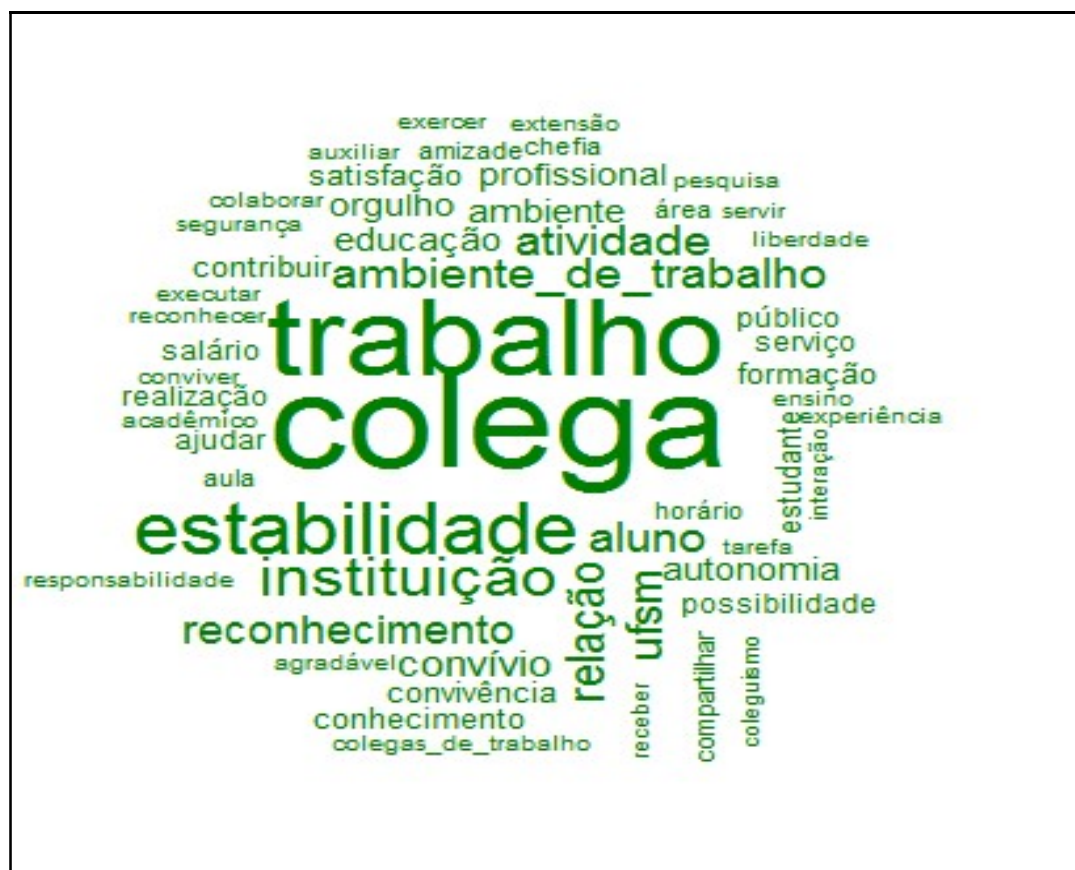 exercer extensão
auxiliar amizade chefia
satisfação profissional pesquisa
colaborar orgulho ambiente área servir
segurança
educação atividade liberdade
contribuir ambiente_de_trabalho
executar
reconhecer trabalho público
salário serviço
conviver formação
realização ensino
acadêmico colega experiência
ajudar estudante interação
aula
estabilidade horário
aluno tarefa
responsabilidade instituição autonomia
relação ufsm possibilidade
reconhecimento
agradável convívio
convivência receber compartilhar coleguismo
conhecimento
colegas_de_trabalho